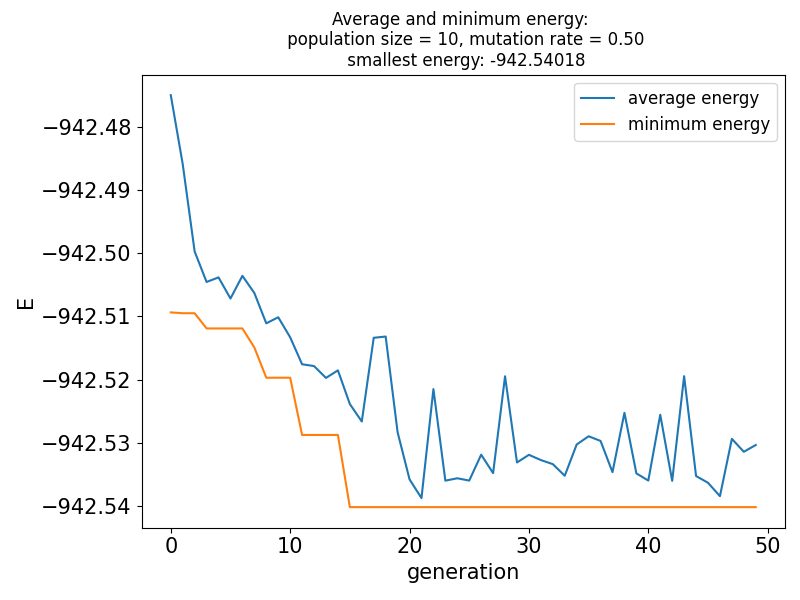 Average and minimum energy:
population size = 10, mutation rate = 0.50
smallest energy: -942.54018
average energy
minimum energy
−942.48
−942.49
−942.50
−942.51
−942.52
−942.53
−942.54
E
0 10 20 30 40 50
generation